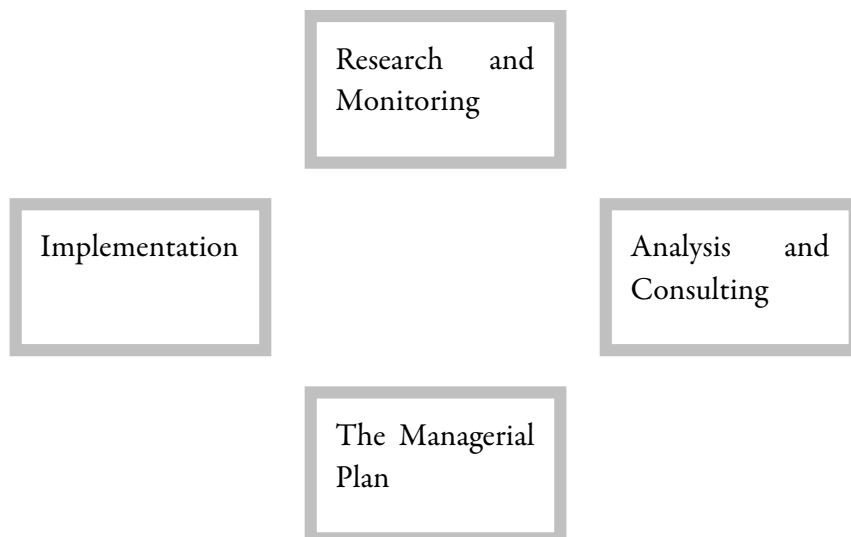 Research and
Monitoring
Implementation
Analysis and
Consulting
The Managerial
Plan